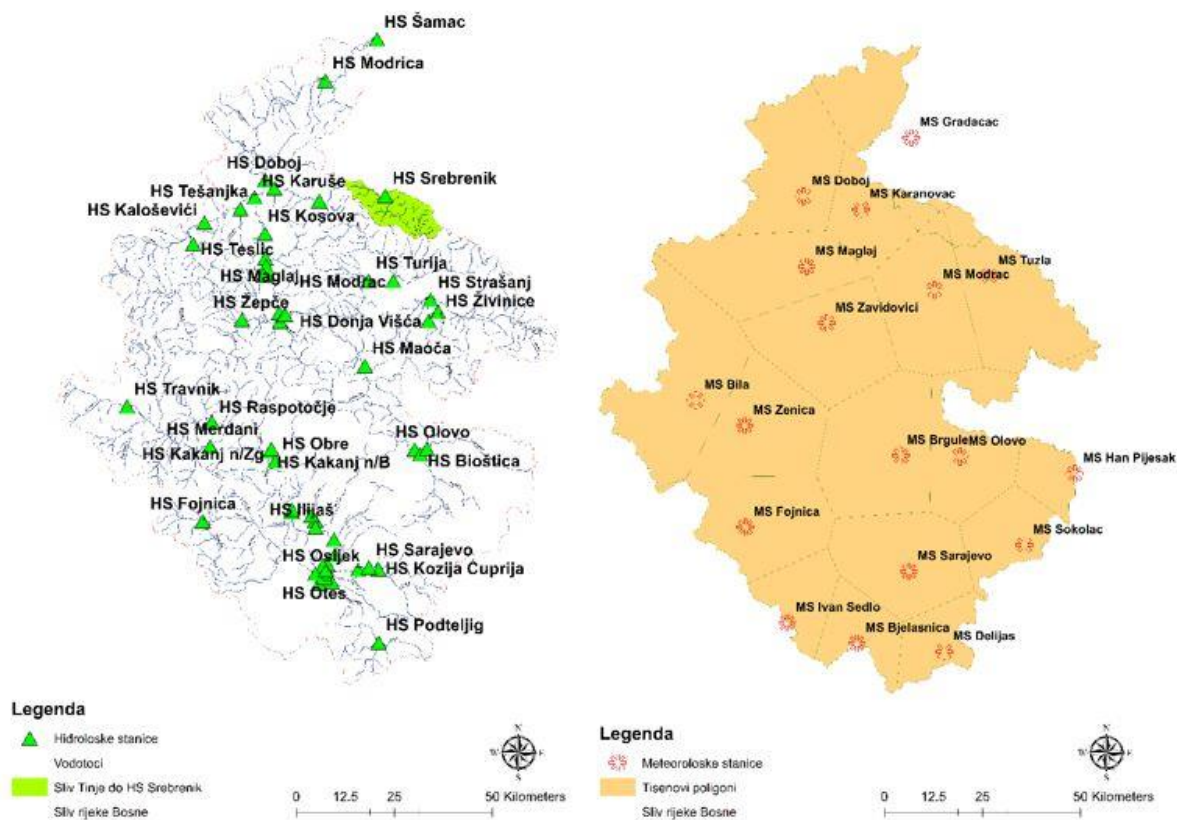 HS Šamac
HS Modrica
HS Doboj
HS Karuše
HS Srebrenik
HS Tešanjka
HS Kaloševići
HS Kosova
HS Teslic
HS Turija
HS Maglaj
HS Modrac
HS Strašanj
HS Živinice
HS Žepče
HS Donja Višća
HS Maoča
HS Travnik
HS Raspotočje
HS Merdani
HS Obre
HS Olovo
HS Kakanj n/Zg
HS Kakanj n/B
HS Bioštica
HS Fojnica
HS Ilijaš
HS Osijek
HS Sarajevo
HS Kozija Ćuprija
HS Otes
HS Podteljig
Legenda
Hidroloske stanice
Vodotoci
Sliv Tinje do HS Srebrenik
Sliv rijeke Bosne
N
W
E
S
0 12.5 25 50 Kilometers
MS Gradacac
MS Doboj
MS Karanovac
MS Maglaj
MS Tuzla
MS Modrac
MS Zavidovici
MS Bila
MS Zenica
MS Brgule
MS Olovo
MS Han Pijesak
MS Fojnica
MS Sokolac
MS Sarajevo
MS Ivan Sedlo
MS Bjelasnica
MS Delijas
Legenda
Meteoroloske stanice
Tisenovi poligoni
Sliv rijeke Bosne
N
W
E
S
0 12.5 25 50 Kilometers